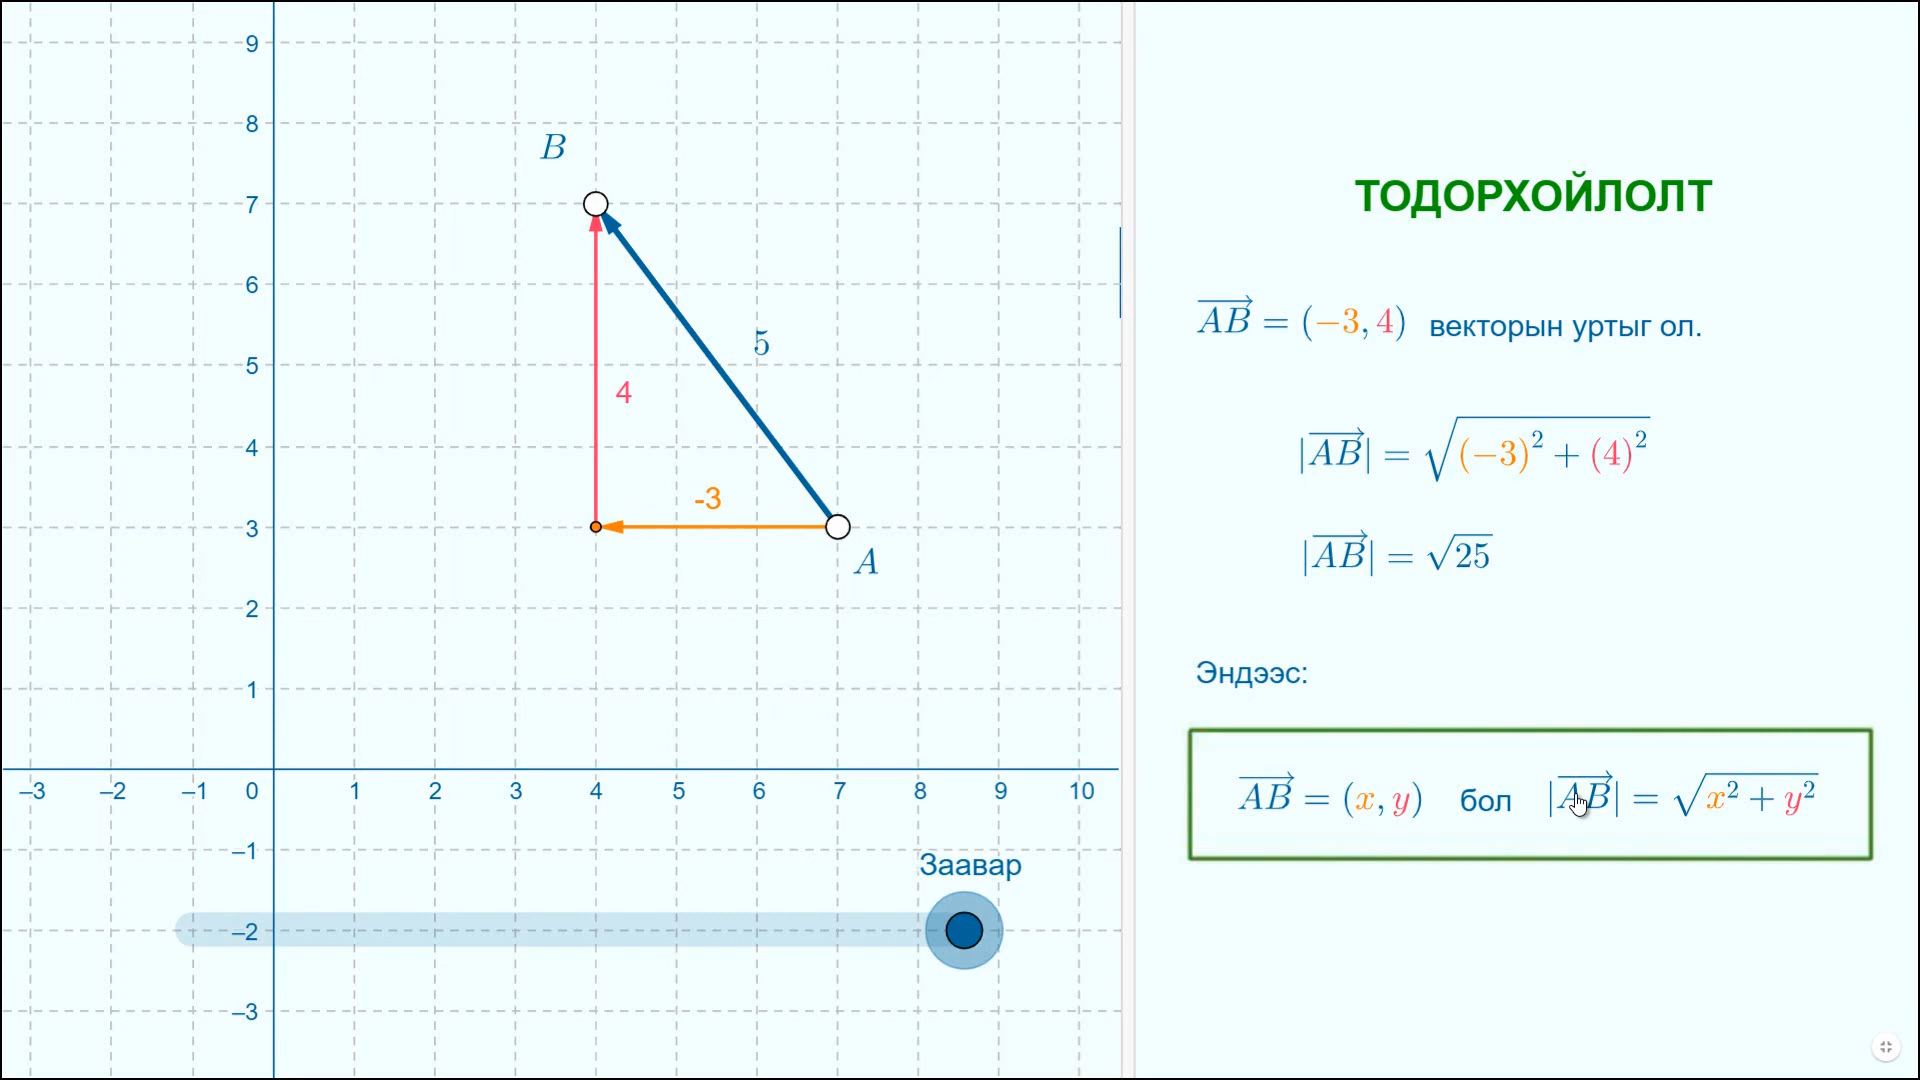 9
8
B
7
6
5
5
4
4
-3
3
A
2
1
–3 –2 –1 0 1 2 3 4 5 6 7 8 9 10
–1
Заавар
–2
–3
ТОДОРХОЙЛОЛТ
AB = (−3, 4) векторын уртыг ол.
|AB| = √(−3)² + (4)²
|AB| = √25
Эндээс:
AB = (x, y) бол |AB| = √x² + y²